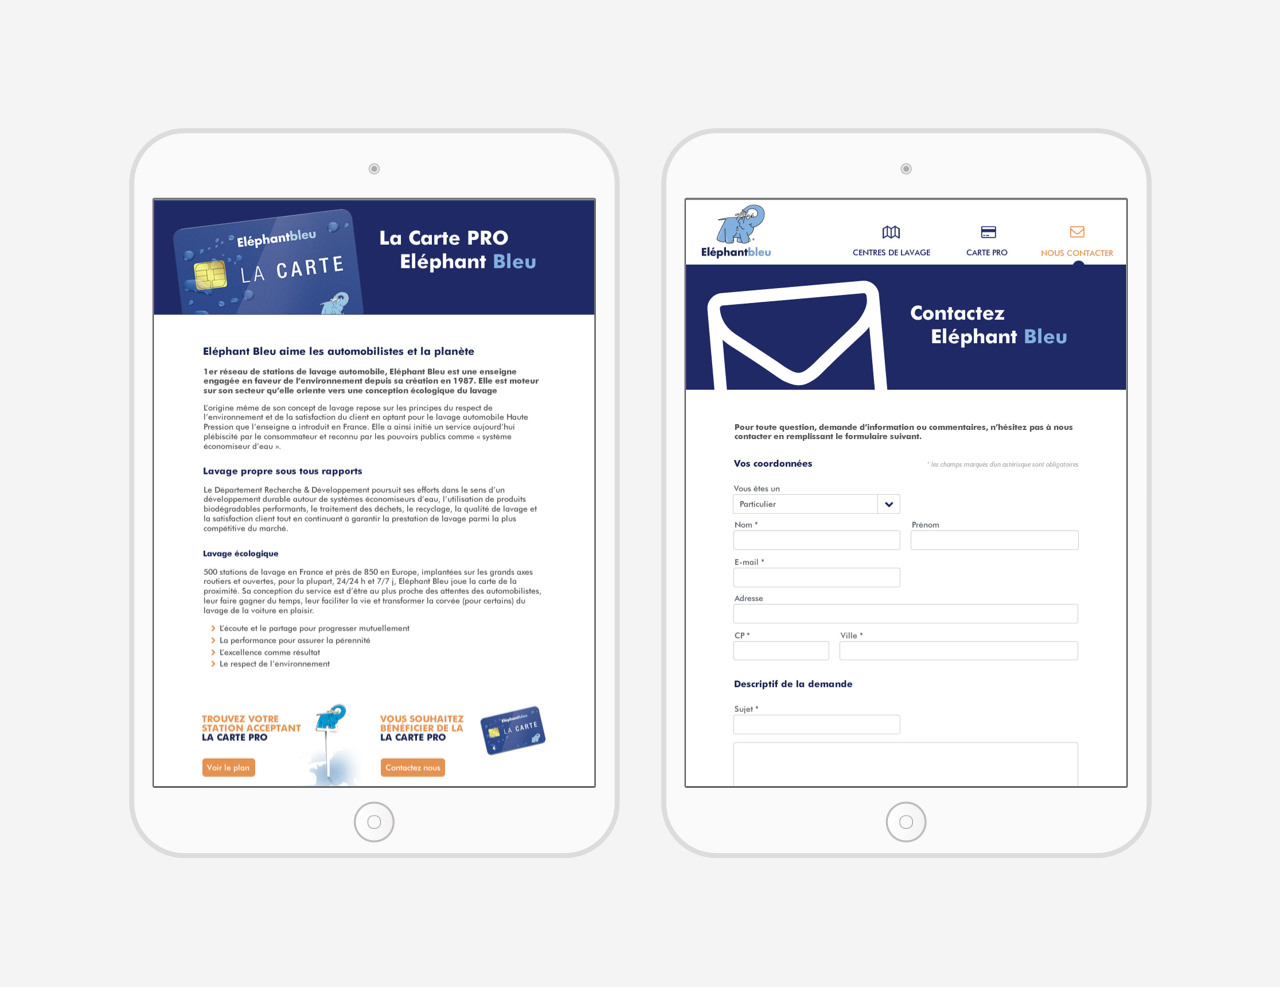 Eléphantbleu
LA CARTE
La Carte PRO
Eléphant Bleu
Eléphant Bleu aime les automobilistes et la planète
1er réseau de stations de lavage automobile, Eléphant Bleu est une enseigne
engagée en faveur de l'environnement depuis sa création en 1987. Elle est moteur
sur son secteur qu'elle oriente vers une conception écologique du lavage
L'origine même de son concept de lavage repose sur les principes du respect de
l'environnement et de la satisfaction du client en optant pour le lavage automobile Haute
Pression que l'enseigne a introduit en France. Elle a ainsi initié un service aujourd'hui
plébiscité par le consommateur et reconnu par les pouvoirs publics comme « système
économiseur d'eau ».
Lavage propre sous tous rapports
Le Département Recherche & Développement poursuit ses efforts dans le sens d'un
développement durable autour de systèmes économiseurs d'eau, l'utilisation de produits
biodégradables performants, le traitement des déchets, le recyclage, la qualité de lavage et
la satisfaction client tout en continuant à garantir la prestation de lavage parmi la plus
compétitive du marché.
Lavage écologique
500 stations de lavage en France et près de 850 en Europe, implantées sur les grands axes
routiers et ouvertes, pour la plupart, 24/24 h et 7/7 j, Eléphant Bleu joue la carte de la
proximité. Sa conception du service est d'être au plus proche des attentes des automobilistes,
leur faire gagner du temps, leur faciliter la vie et transformer la corvée (pour certains) du
lavage de la voiture en plaisir.
L'écoute et le partage pour progresser mutuellement
La performance pour assurer la pérennité
L'excellence comme résultat
Le respect de l'environnement
TROUVEZ VOTRE
STATION ACCEPTANT
LA CARTE PRO
Voir le plan
VOUS SOUHAITEZ
BÉNÉFICIER DE LA
LA CARTE PRO
Contactez nous
Eléphantbleu
LA CARTE
Eléphantbleu
CENTRES DE LAVAGE
CARTE PRO
NOUS CONTACTER
Contactez
Eléphant Bleu
Pour toute question, demande d'information ou commentaires, n'hésitez pas à nous
contacter en remplissant le formulaire suivant.
Vos coordonnées
* les champs marqués d'un astérisque sont obligatoires
Vous êtes un
Particulier
Nom *
Prénom
E-mail *
Adresse
CP *
Ville *
Descriptif de la demande
Sujet *